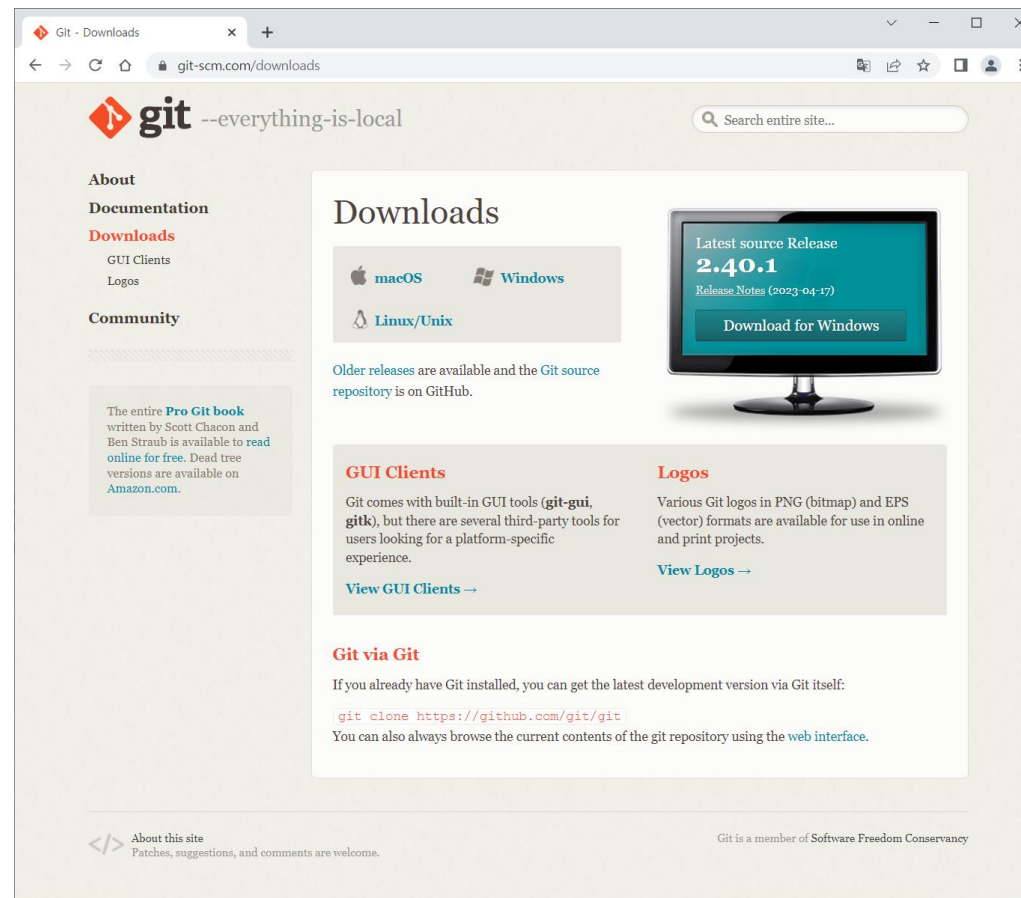 Git - Downloads
git-scm.com/downloads
git --everything-is-local
Search entire site...
About
Documentation
Downloads
GUI Clients
Logos
Community
The entire Pro Git book
written by Scott Chacon and
Ben Straub is available to read
online for free. Dead tree
versions are available on
Amazon.com.
Downloads
macOS
Windows
Linux/Unix
Older releases are available and the Git source
repository is on GitHub.
Latest source Release
2.40.1
Release Notes (2023-04-17)
Download for Windows
GUI Clients
Git comes with built-in GUI tools (git-gui,
gitk), but there are several third-party tools for
users looking for a platform-specific
experience.
View GUI Clients →
Logos
Various Git logos in PNG (bitmap) and EPS
(vector) formats are available for use in online
and print projects.
View Logos →
Git via Git
If you already have Git installed, you can get the latest development version via Git itself:
git clone https://github.com/git/git
You can also always browse the current contents of the git repository using the web interface.
</> About this site
Patches, suggestions, and comments are welcome.
Git is a member of Software Freedom Conservancy